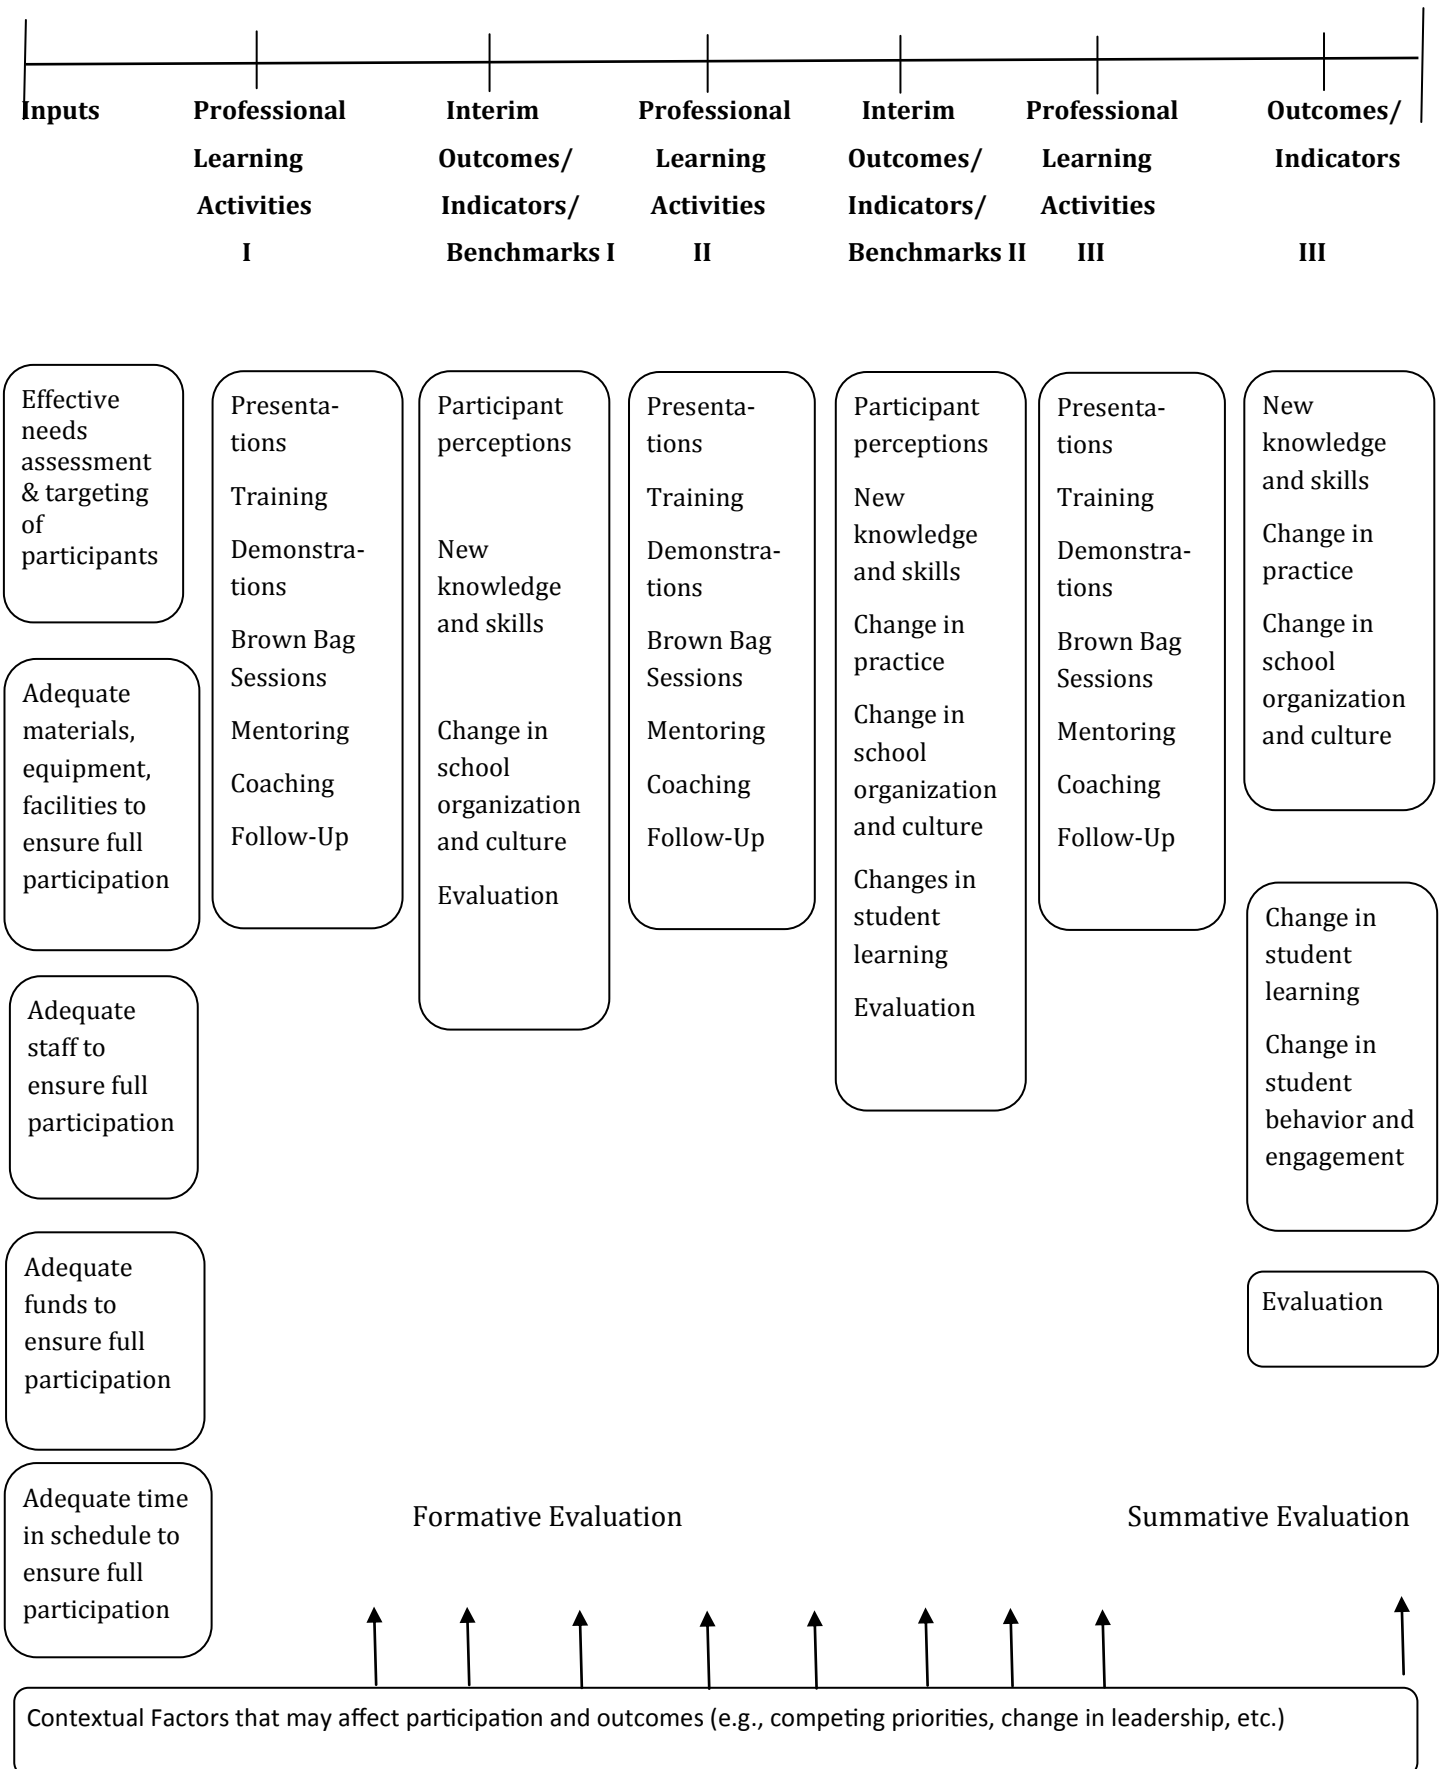 Inputs
Professional
Learning
Activities
I
Interim
Outcomes/
Indicators/
Benchmarks I
Professional
Learning
Activities
II
Interim
Outcomes/
Indicators/
Benchmarks II
Professional
Learning
Activities
III
Outcomes/
Indicators
III
Effective
needs
assessment
& targeting
of
participants
Adequate
materials,
equipment,
facilities to
ensure full
participation
Adequate
staff to
ensure full
participation
Adequate
funds to
ensure full
participation
Adequate time
in schedule to
ensure full
participation
Presenta-
tions
Training
Demonstra-
tions
Brown Bag
Sessions
Mentoring
Coaching
Follow-Up
Participant
perceptions
New
knowledge
and skills
Change in
school
organization
and culture
Evaluation
Presenta-
tions
Training
Demonstra-
tions
Brown Bag
Sessions
Mentoring
Coaching
Follow-Up
Participant
perceptions
New
knowledge
and skills
Change in
practice
Change in
school
organization
and culture
Changes in
student
learning
Evaluation
Presenta-
tions
Training
Demonstra-
tions
Brown Bag
Sessions
Mentoring
Coaching
Follow-Up
New
knowledge
and skills
Change in
practice
Change in
school
organization
and culture
Change in
student
learning
Change in
student
behavior and
engagement
Evaluation
Formative Evaluation
Summative Evaluation
Contextual Factors that may affect participation and outcomes (e.g., competing priorities, change in leadership, etc.)